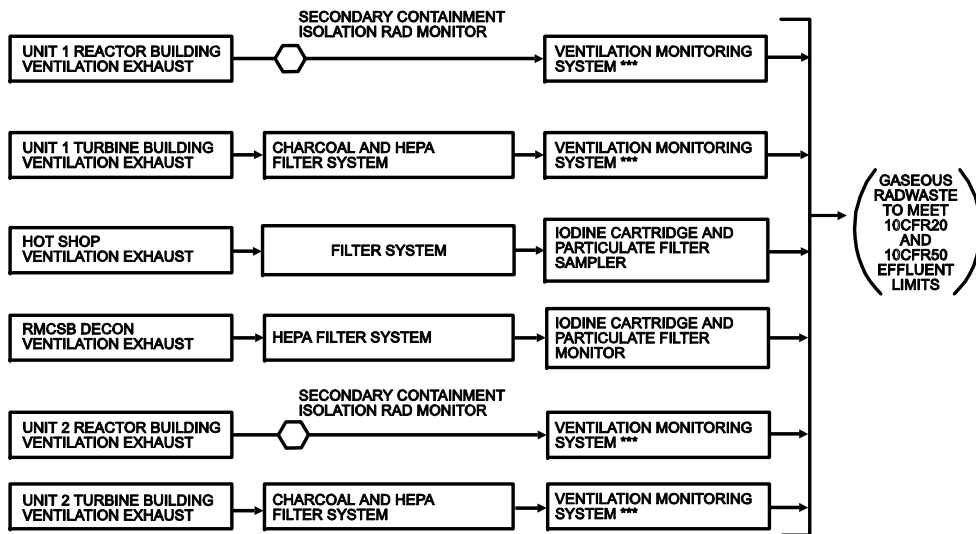 SECONDARY CONTAINMENT
ISOLATION RAD MONITOR
UNIT 1 REACTOR BUILDING
VENTILATION EXHAUST
VENTILATION MONITORING
SYSTEM ***
UNIT 1 TURBINE BUILDING
VENTILATION EXHAUST
CHARCOAL AND HEPA
FILTER SYSTEM
VENTILATION MONITORING
SYSTEM ***
HOT SHOP
VENTILATION EXHAUST
FILTER SYSTEM
IODINE CARTRIDGE AND
PARTICULATE FILTER
SAMPLER
RMCSB DECON
VENTILATION EXHAUST
HEPA FILTER SYSTEM
IODINE CARTRIDGE AND
PARTICULATE FILTER
MONITOR
SECONDARY CONTAINMENT
ISOLATION RAD MONITOR
UNIT 2 REACTOR BUILDING
VENTILATION EXHAUST
VENTILATION MONITORING
SYSTEM ***
UNIT 2 TURBINE BUILDING
VENTILATION EXHAUST
CHARCOAL AND HEPA
FILTER SYSTEM
VENTILATION MONITORING
SYSTEM ***
GASEOUS
RADWASTE
TO MEET
10CFR20
AND
10CFR50
EFFLUENT
LIMITS